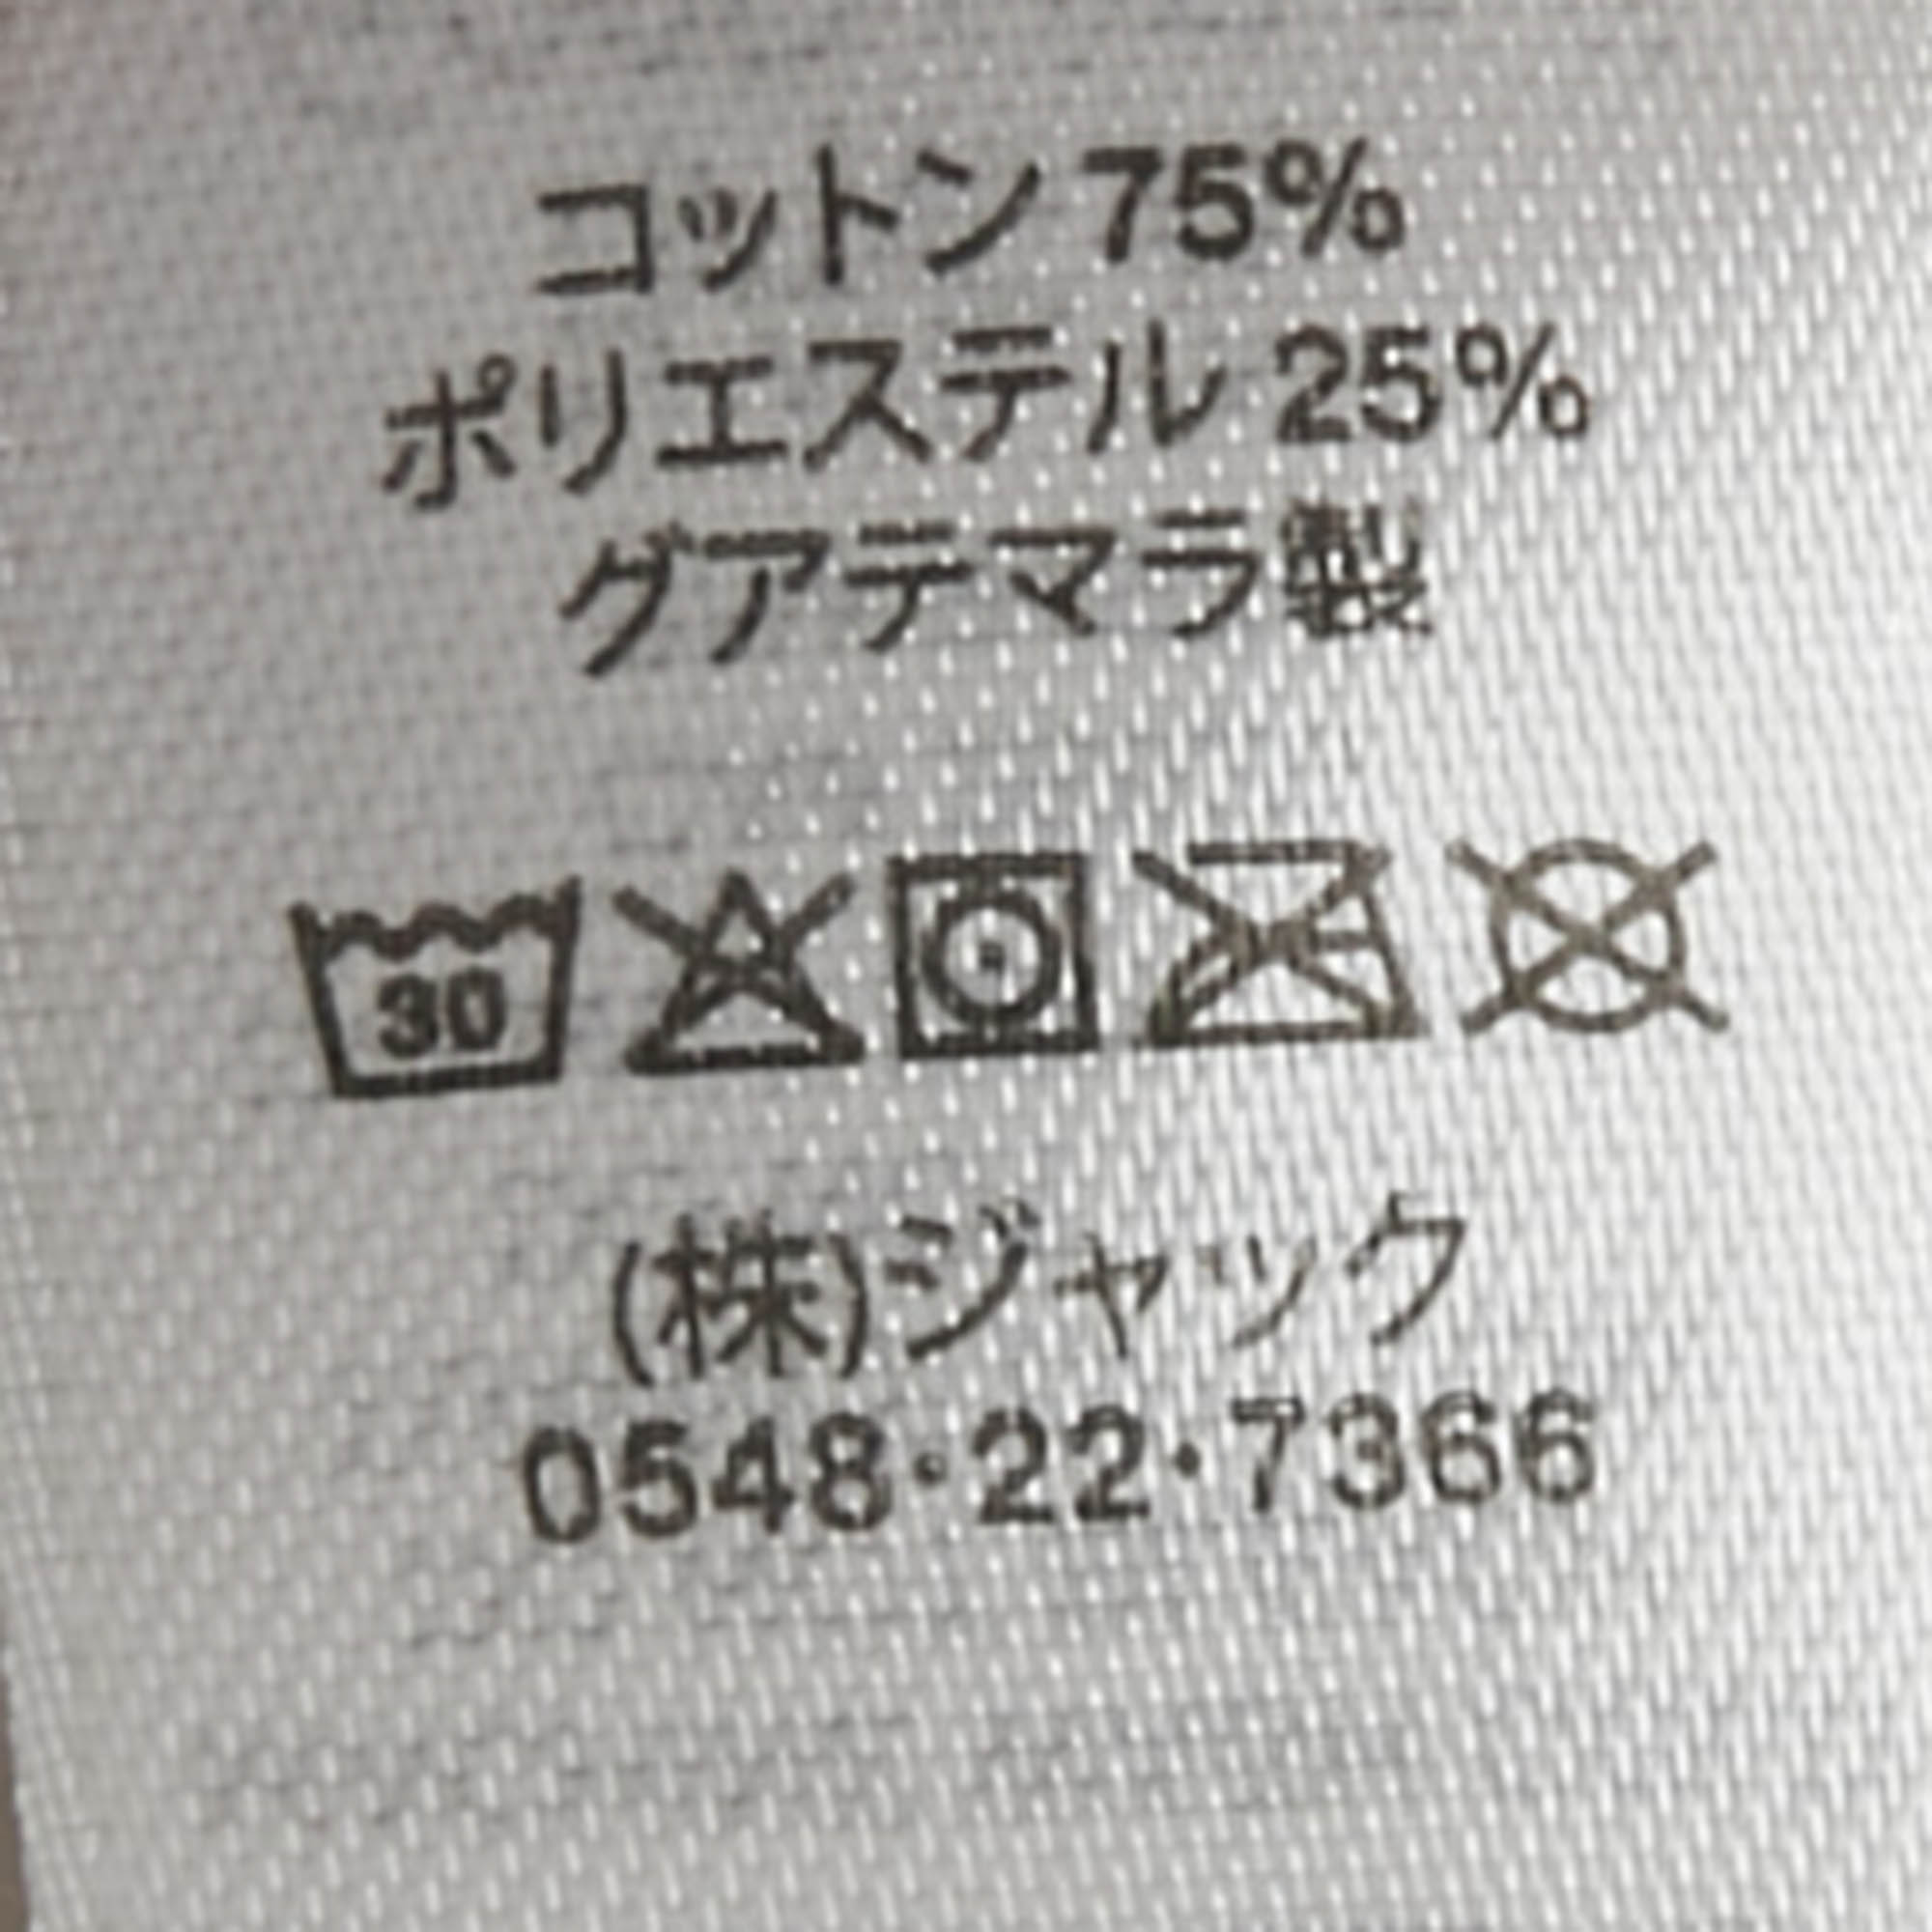 コットン 75%
ポリエステル 25%
グアテマラ製
30
(株)ジャック
0548・22・7366